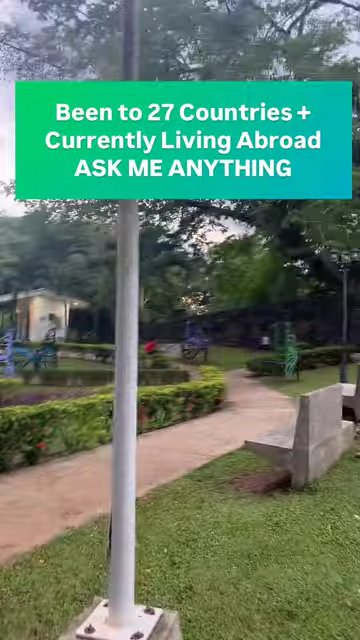 Been to 27 Countries +
Currently Living Abroad
ASK ME ANYTHING